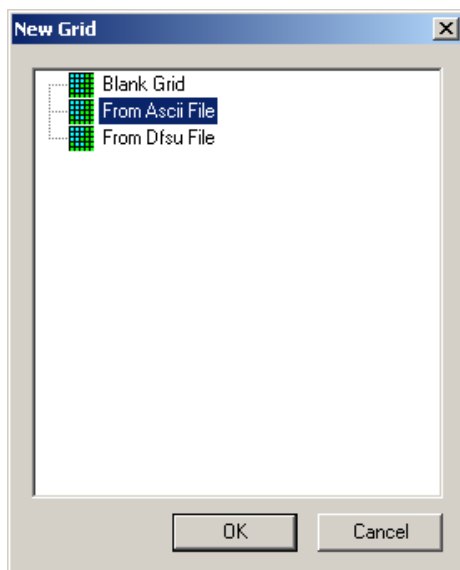 New Grid
Blank Grid
From Ascii File
From Dfsu File
OK
Cancel